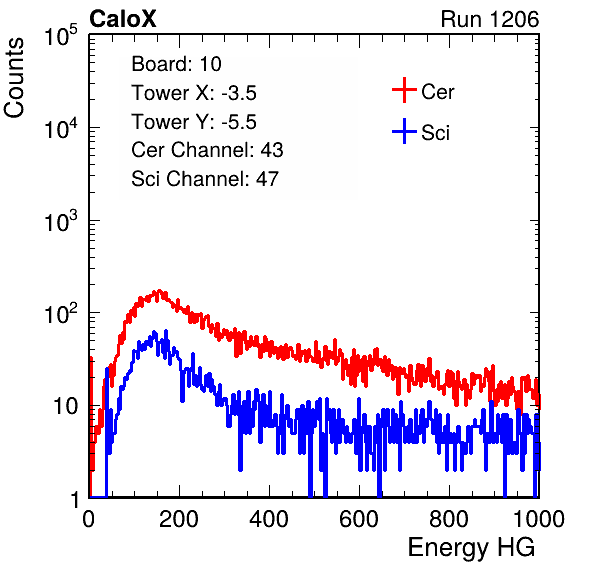 CaloX Run 1206
Counts
Board: 10
Tower X: -3.5
Tower Y: -5.5
Cer Channel: 43
Sci Channel: 47
Cer
Sci
10^5
10^4
10^3
10^2
10
1
0 200 400 600 800 1000
Energy HG